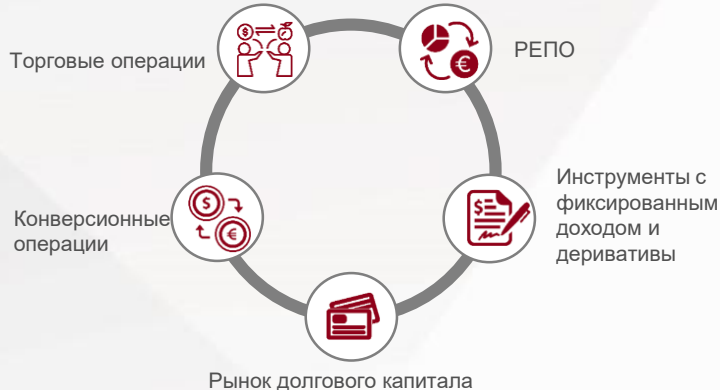 Торговые операции
РЕПО
Инструменты с
фиксированным
доходом и
деривативы
Конверсионные
операции
Рынок долгового капитала